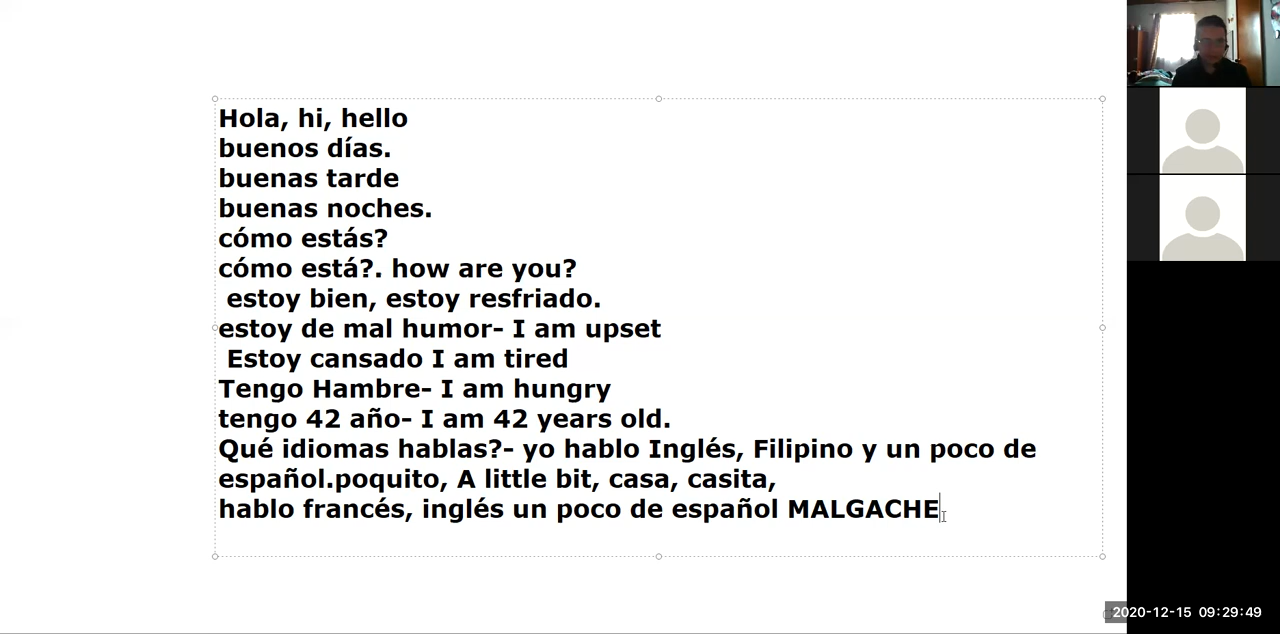 Hola, hi, hello
buenos días.
buenas tarde
buenas noches.
cómo estás?
cómo está?. how are you?
estoy bien, estoy resfriado.
estoy de mal humor- I am upset
Estoy cansado I am tired
Tengo Hambre- I am hungry
tengo 42 año- I am 42 years old.
Qué idiomas hablas?- yo hablo Inglés, Filipino y un poco de
español.poquito, A little bit, casa, casita,
hablo francés, inglés un poco de español MALGACHE
2020-12-15 09:29:49